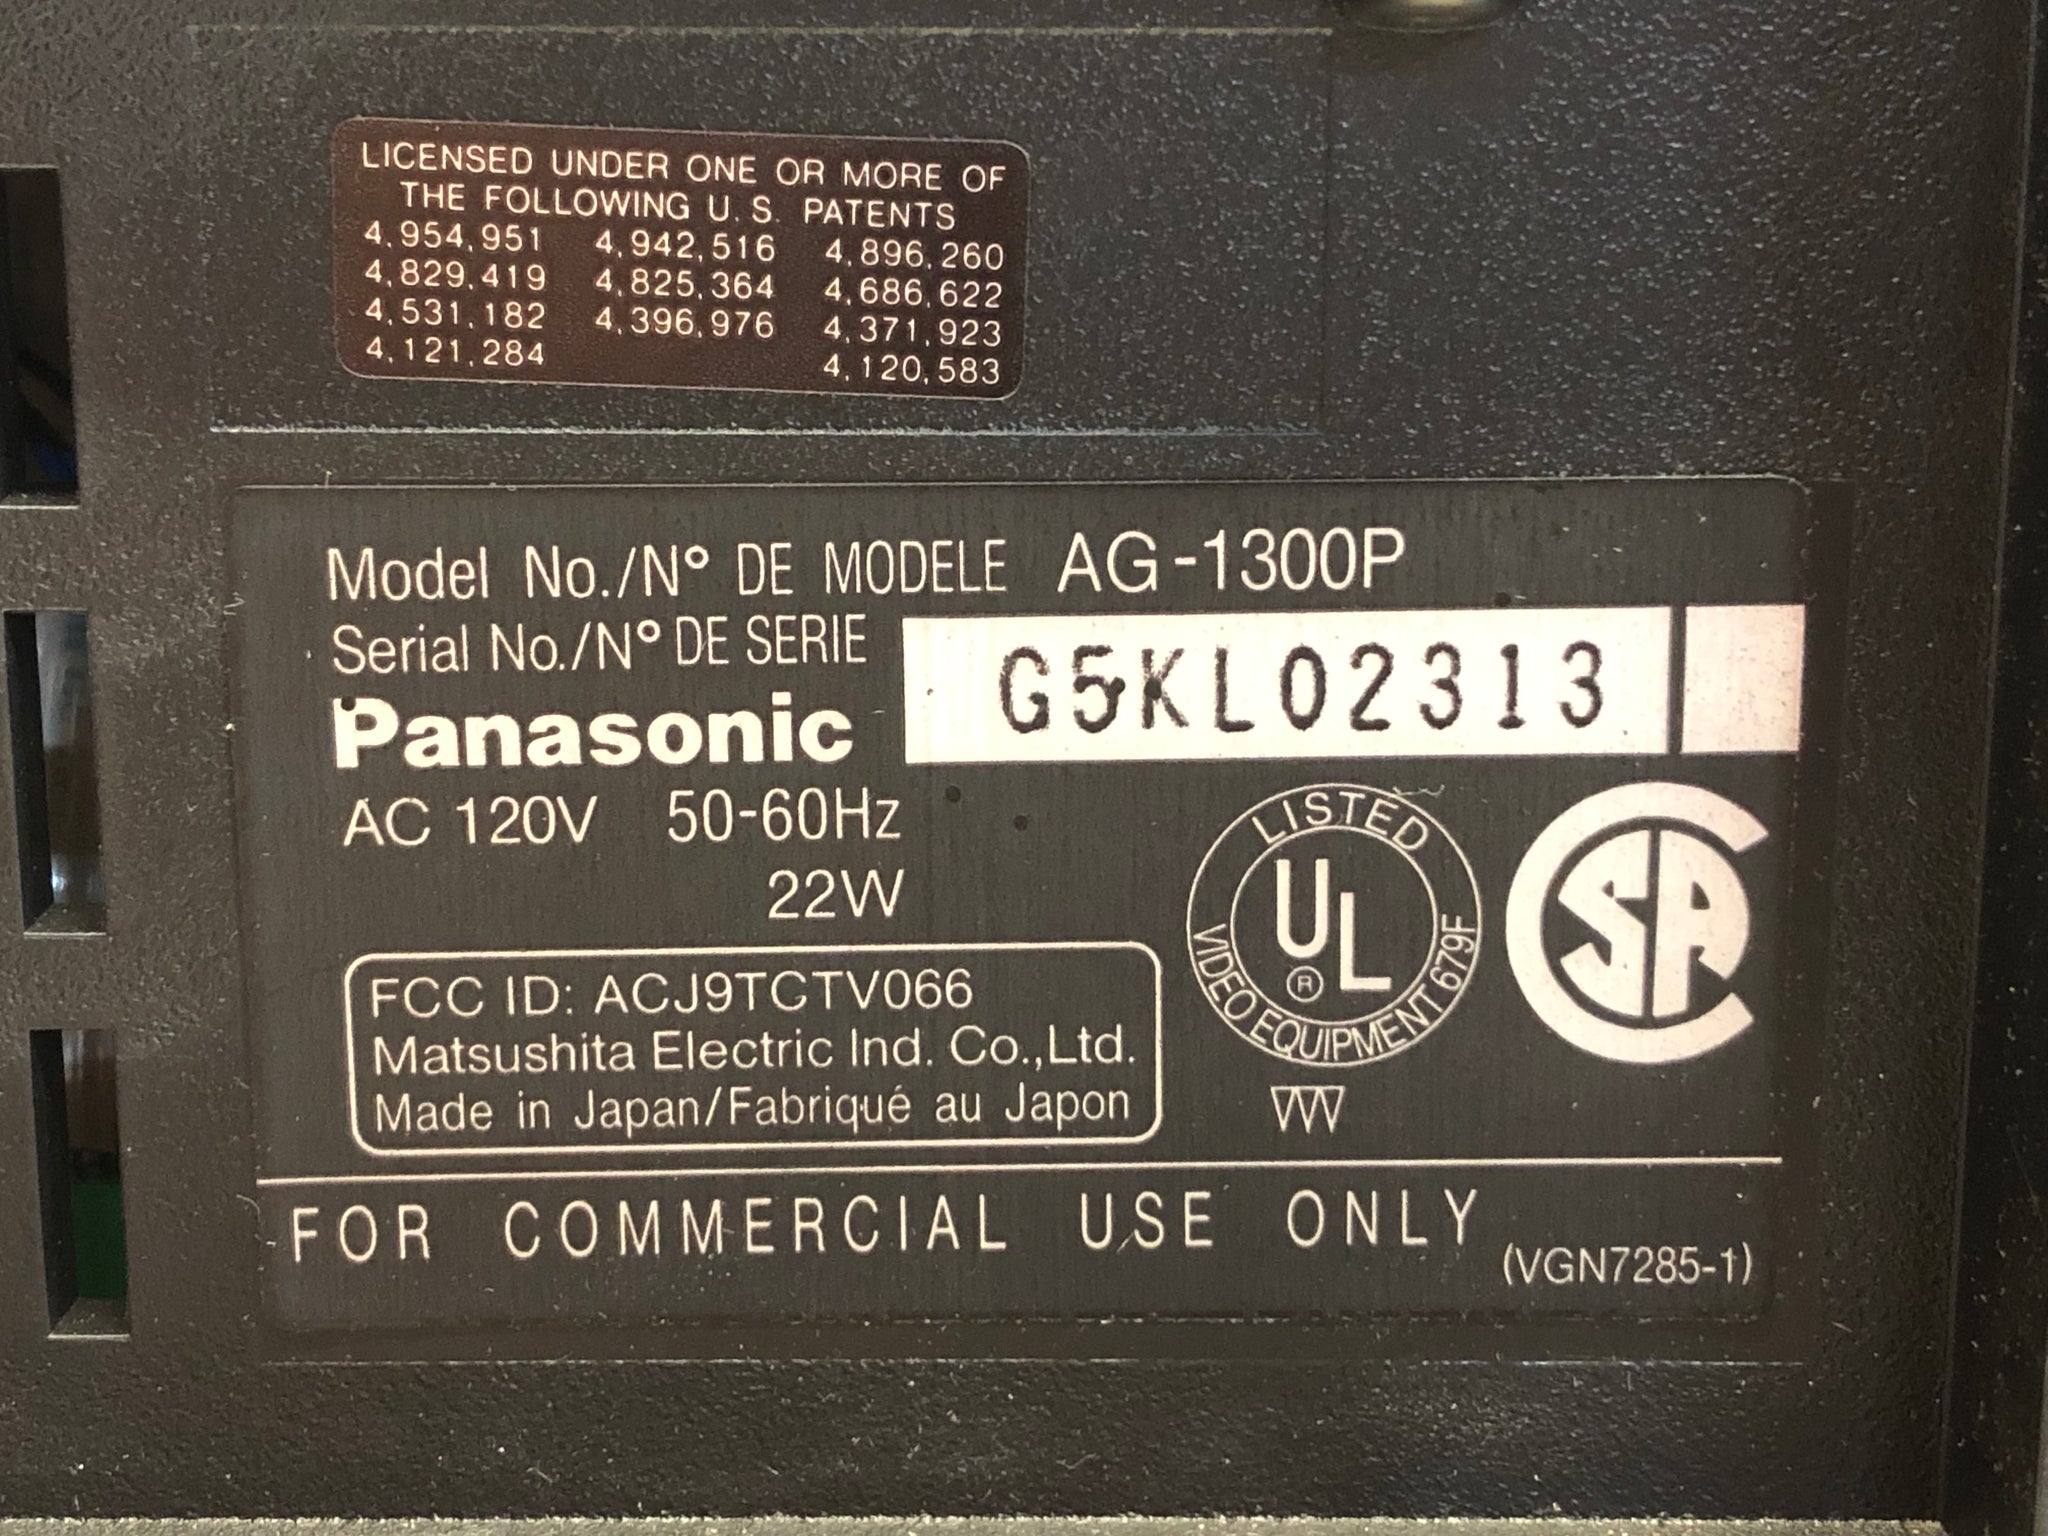 LICENSED UNDER ONE OR MORE OF
THE FOLLOWING U.S. PATENTS
4,954,951 4,942,516 4,896,260
4,829,419 4,825,364 4,686,622
4,531,182 4,396,976 4,371,923
4,121,284 4,120,583
Model No./N° DE MODELE AG-1300P
Serial No./N° DE SERIE G5KL02313
Panasonic
AC 120V 50-60Hz
22W
LISTED
UL
®
VIDEO EQUIPMENT 679F
CSA
FCC ID: ACJ9TCTV066
Matsushita Electric Ind. Co.,Ltd.
Made in Japan/Fabriqué au Japon
FOR COMMERCIAL USE ONLY
(VGN7285-1)